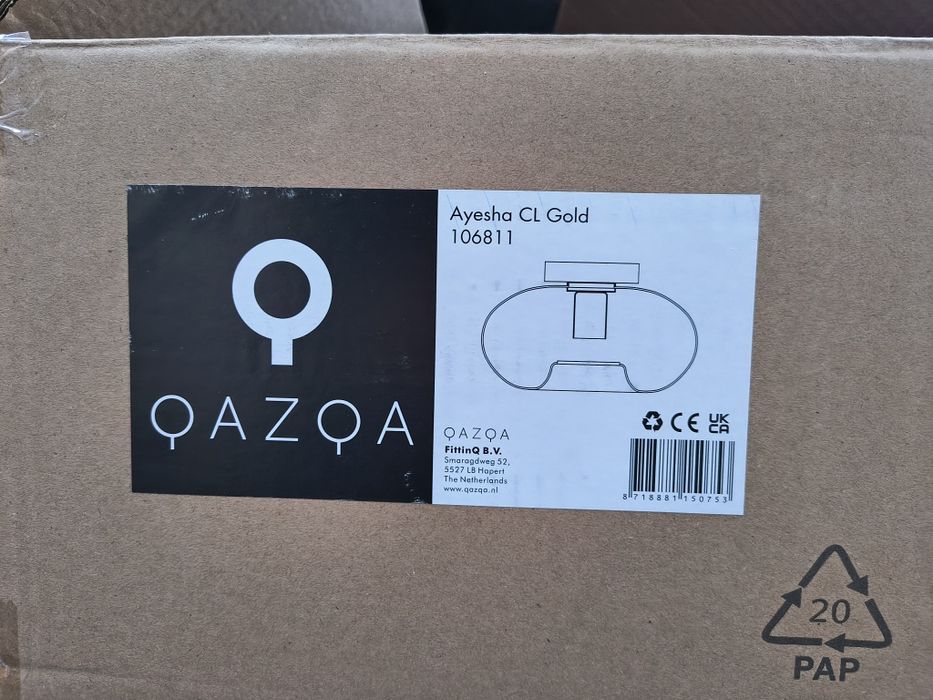 QAZQA
Ayesha CL Gold
106811
QAZQA
FittinQ B.V.
Smaragdweg 52,
5527 LB Hapert
The Netherlands
www.qazqa.nl
CE UK CA
8 718881 150753
20
PAP